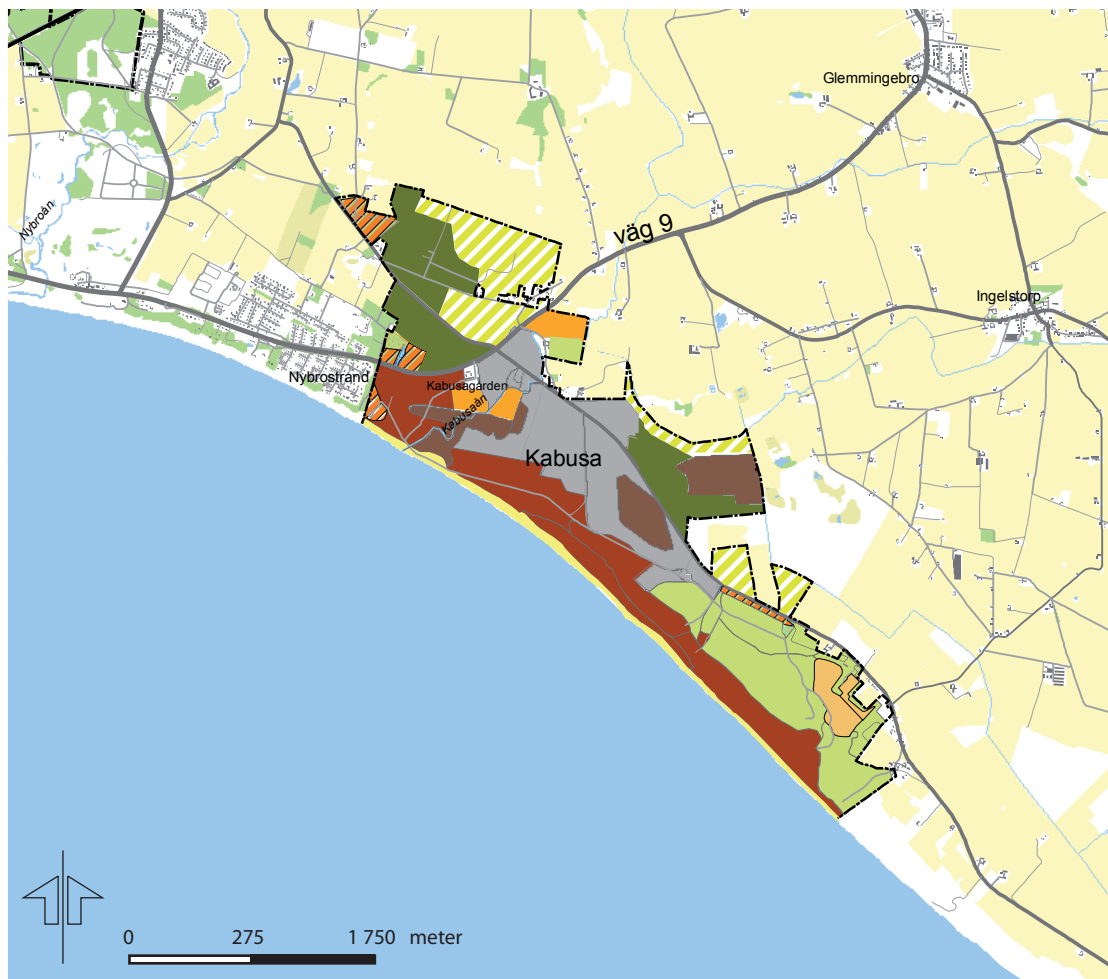 Glemmingebro
Nybroån
väg 9
Ingelstorp
Nybrostrand
Kabusagården
Kabusaån
Kabusa
0 275 1 750 meter